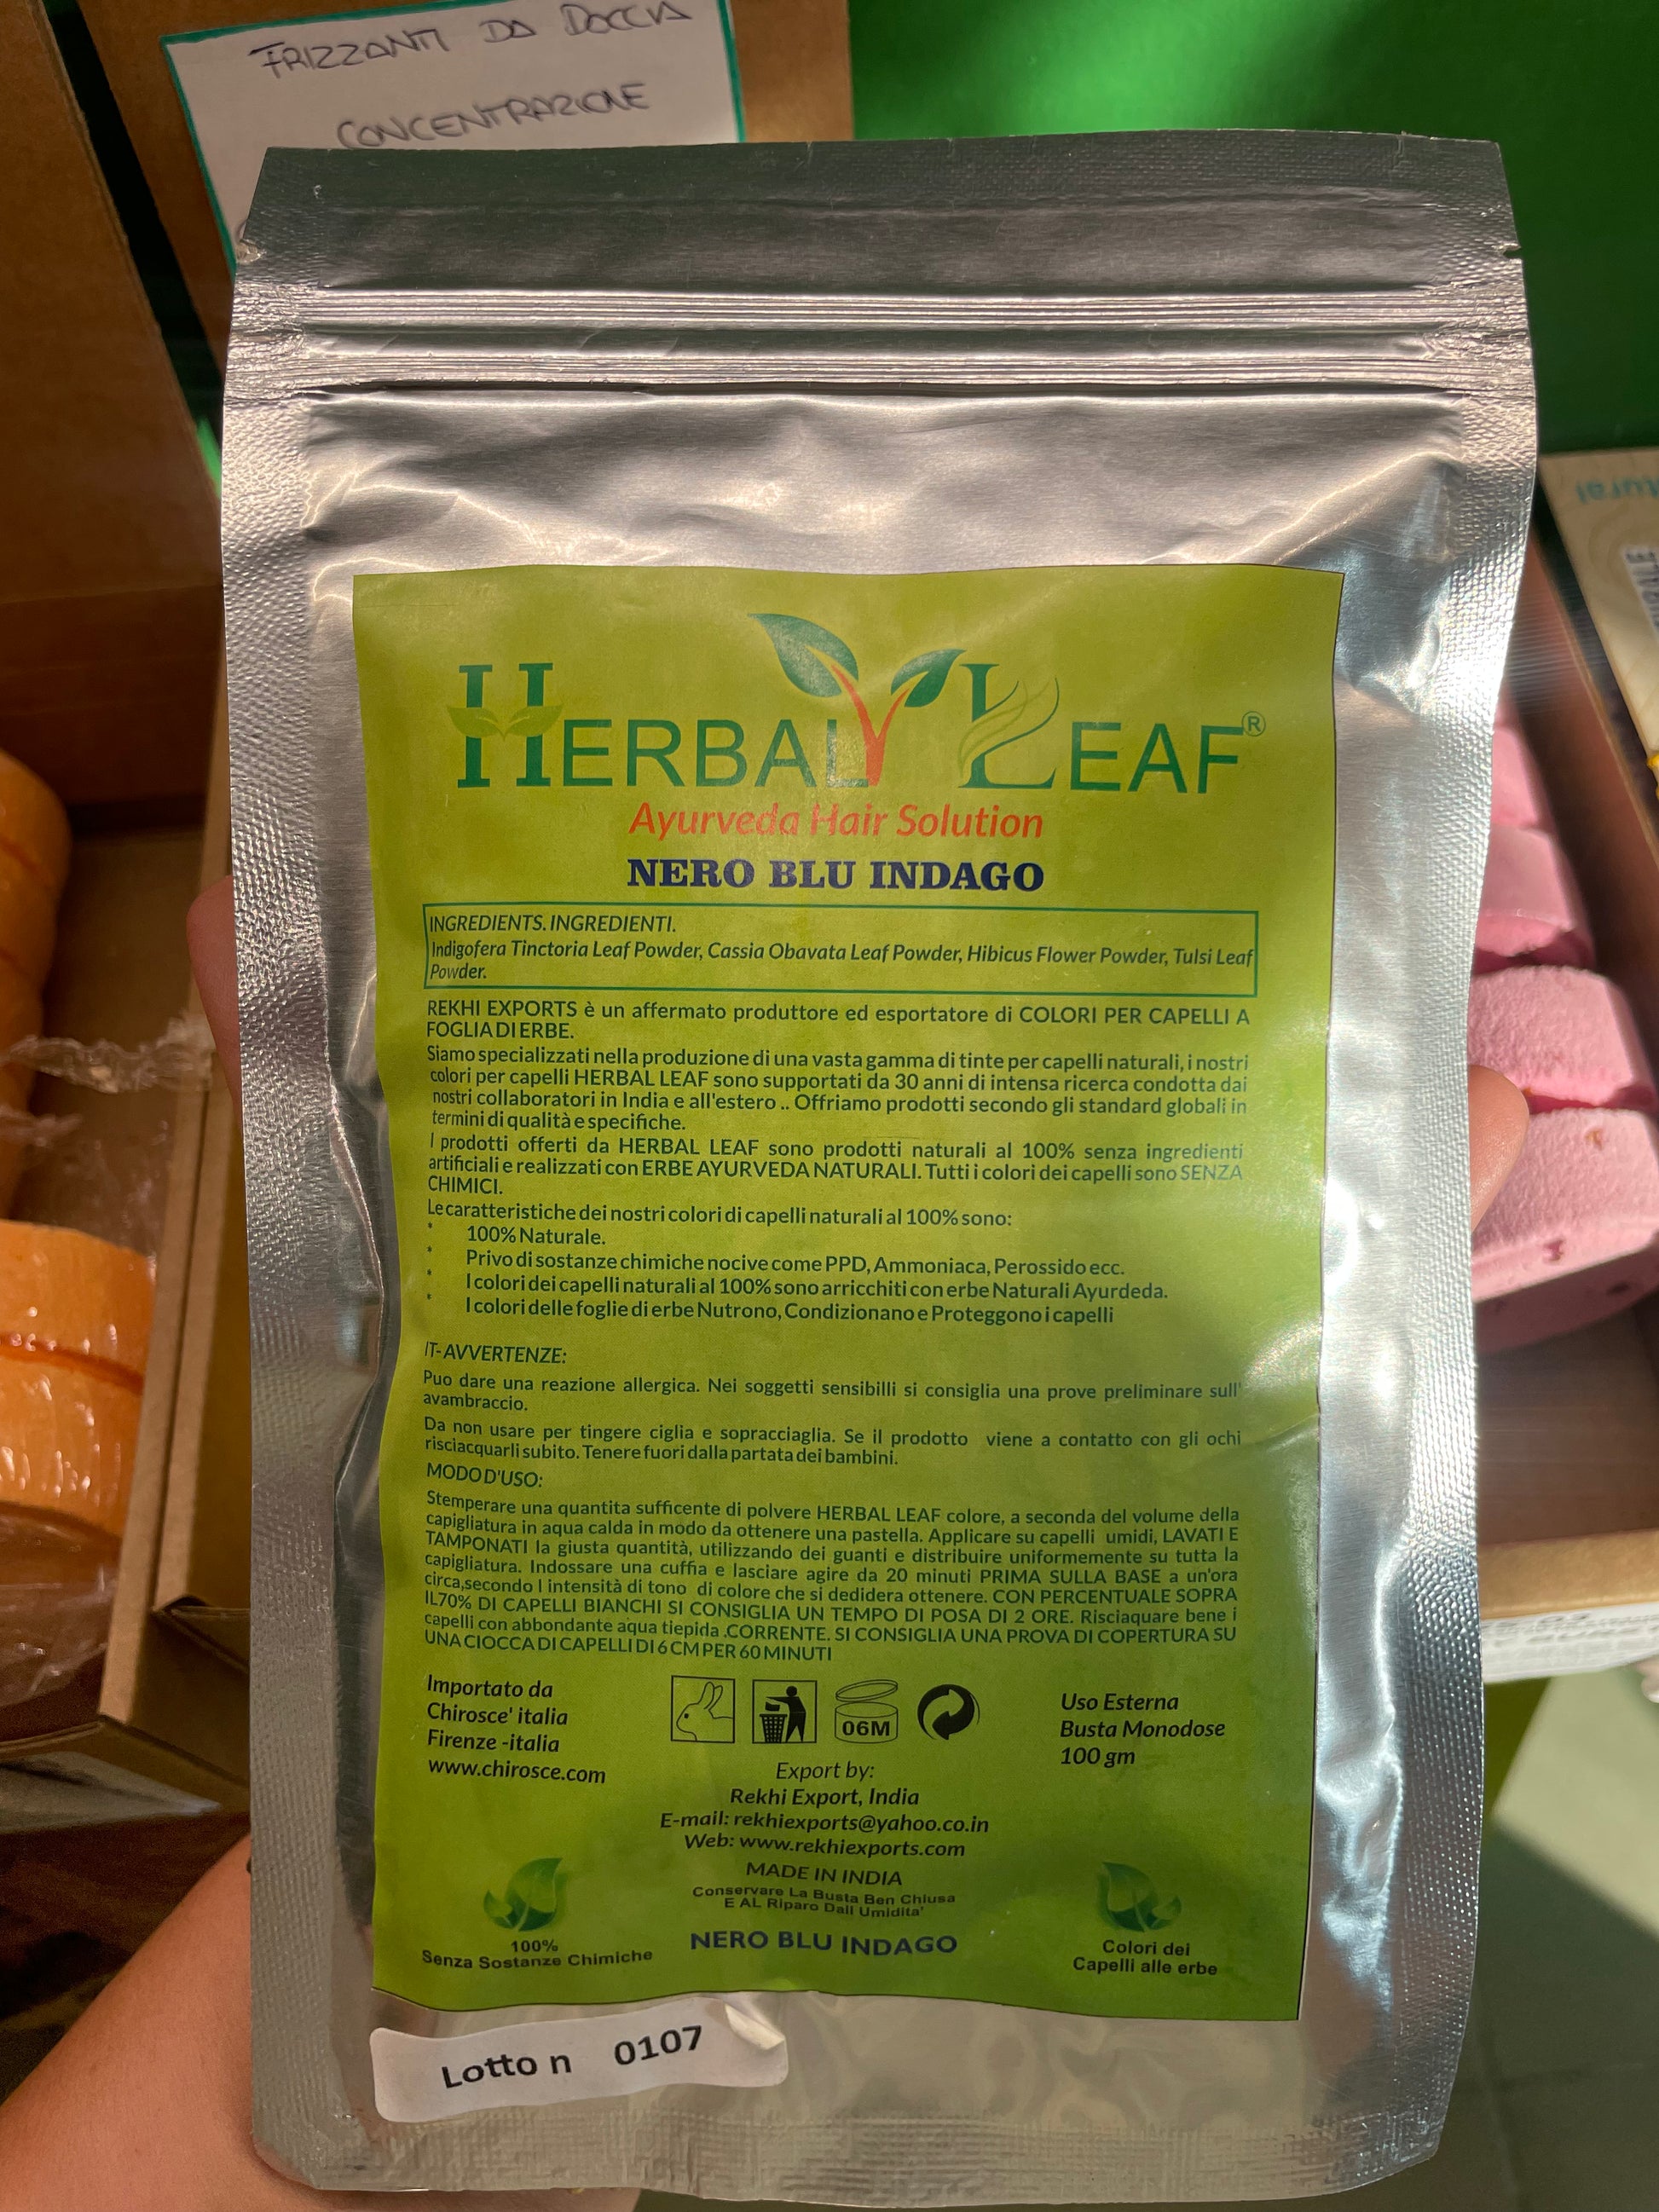 FRIZZANTI DA DOCCIA
CONCENTRAZIONE
HERBAL LEAF®
Ayurveda Hair Solution
NERO BLU INDAGO
INGREDIENTS. INGREDIENTI.
Indigofera Tinctoria Leaf Powder, Cassia Obavata Leaf Powder, Hibicus Flower Powder, Tulsi Leaf
Powder.
REKHI EXPORTS è un affermato produttore ed esportatore di COLORI PER CAPELLI A
FOGLIA DI ERBE.
Siamo specializzati nella produzione di una vasta gamma di tinte per capelli naturali, i nostri
colori per capelli HERBAL LEAF sono supportati da 30 anni di intensa ricerca condotta dai
nostri collaboratori in India e all'estero .. Offriamo prodotti secondo gli standard globali in
termini di qualità e specifiche.
I prodotti offerti da HERBAL LEAF sono prodotti naturali al 100% senza ingredienti
artificiali e realizzati con ERBE AYURVEDA NATURALI. Tutti i colori dei capelli sono SENZA
CHIMICI.
Le caratteristiche dei nostri colori di capelli naturali al 100% sono:
* 100% Naturale.
* Privo di sostanze chimiche nocive come PPD, Ammoniaca, Perossido ecc.
* I colori dei capelli naturali al 100% sono arricchiti con erbe Naturali Ayurdeda.
* I colori delle foglie di erbe Nutrono, Condizionano e Proteggono i capelli
IT- AVVERTENZE:
Puo dare una reazione allergica. Nei soggetti sensibilli si consiglia una prove preliminare sull'
avambraccio.
Da non usare per tingere ciglia e sopracciaglia. Se il prodotto viene a contatto con gli ochi
risciacquarli subito. Tenere fuori dalla partata dei bambini.
MODO D'USO:
Stemperare una quantita sufficente di polvere HERBAL LEAF colore, a seconda del volume della
capigliatura in aqua calda in modo da ottenere una pastella. Applicare su capelli umidi, LAVATI E
TAMPONATI la giusta quantità, utilizzando dei guanti e distribuire uniformemente su tutta la
capigliatura. Indossare una cuffia e lasciare agire da 20 minuti PRIMA SULLA BASE a un'ora
circa,secondo l intensità di tono di colore che si dedidera ottenere. CON PERCENTUALE SOPRA
IL70% DI CAPELLI BIANCHI SI CONSIGLIA UN TEMPO DI POSA DI 2 ORE. Risciaquare bene i
capelli con abbondante aqua tiepida .CORRENTE. SI CONSIGLIA UNA PROVA DI COPERTURA SU
UNA CIOCCA DI CAPELLI DI 6 CM PER 60 MINUTI
Importato da
Chirosce' italia
Firenze -italia
www.chirosce.com
06M
Uso Esterna
Busta Monodose
100 gm
Export by:
Rekhi Export, India
E-mail: rekhiexports@yahoo.co.in
Web: www.rekhiexports.com
MADE IN INDIA
Conservare La Busta Ben Chiusa
E AL Riparo Dall Umidita'
NERO BLU INDAGO
100%
Senza Sostanze Chimiche
Colori dei
Capelli alle erbe
Lotto n 0107